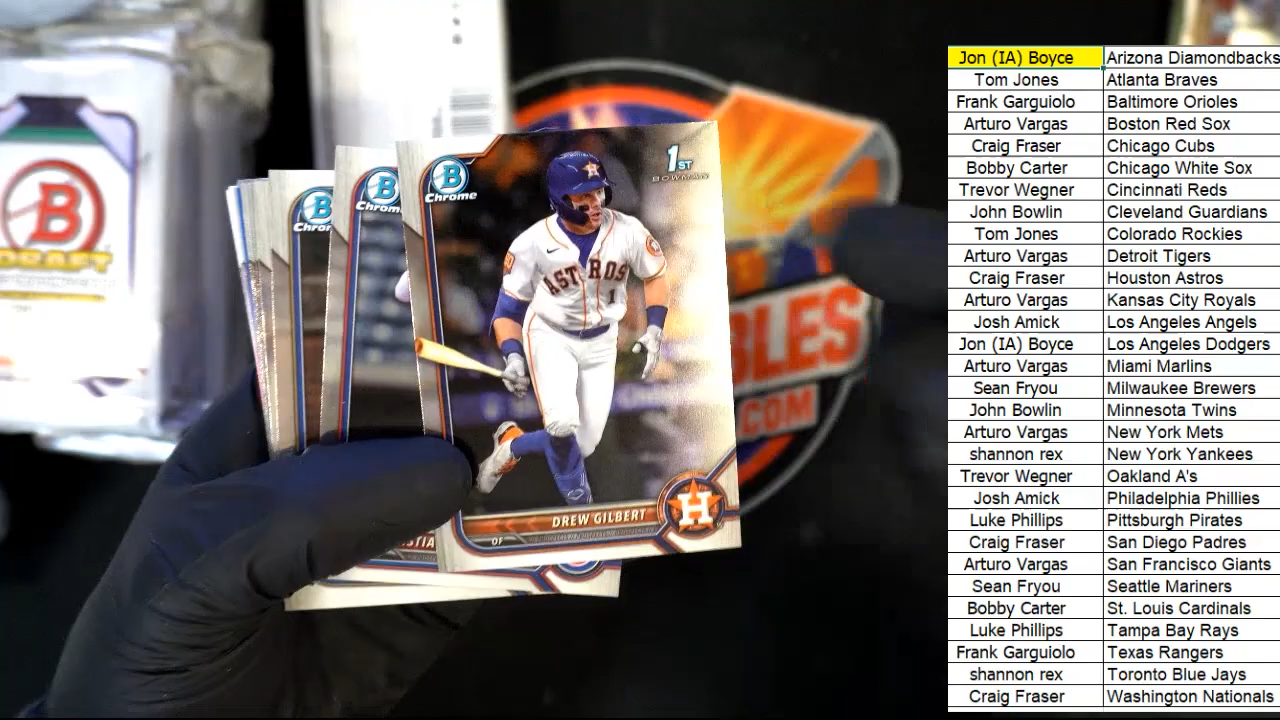 B
DRAFT
Chrome
Chrome
1ST
BOWMAN
ASTROS
1
DREW GILBERT
OF
H
BLES
.COM
Jon (IA) Boyce Arizona Diamondbacks
Tom Jones Atlanta Braves
Frank Garguiolo Baltimore Orioles
Arturo Vargas Boston Red Sox
Craig Fraser Chicago Cubs
Bobby Carter Chicago White Sox
Trevor Wegner Cincinnati Reds
John Bowlin Cleveland Guardians
Tom Jones Colorado Rockies
Arturo Vargas Detroit Tigers
Craig Fraser Houston Astros
Arturo Vargas Kansas City Royals
Josh Amick Los Angeles Angels
Jon (IA) Boyce Los Angeles Dodgers
Arturo Vargas Miami Marlins
Sean Fryou Milwaukee Brewers
John Bowlin Minnesota Twins
Arturo Vargas New York Mets
shannon rex New York Yankees
Trevor Wegner Oakland A's
Josh Amick Philadelphia Phillies
Luke Phillips Pittsburgh Pirates
Craig Fraser San Diego Padres
Arturo Vargas San Francisco Giants
Sean Fryou Seattle Mariners
Bobby Carter St. Louis Cardinals
Luke Phillips Tampa Bay Rays
Frank Garguiolo Texas Rangers
shannon rex Toronto Blue Jays
Craig Fraser Washington Nationals